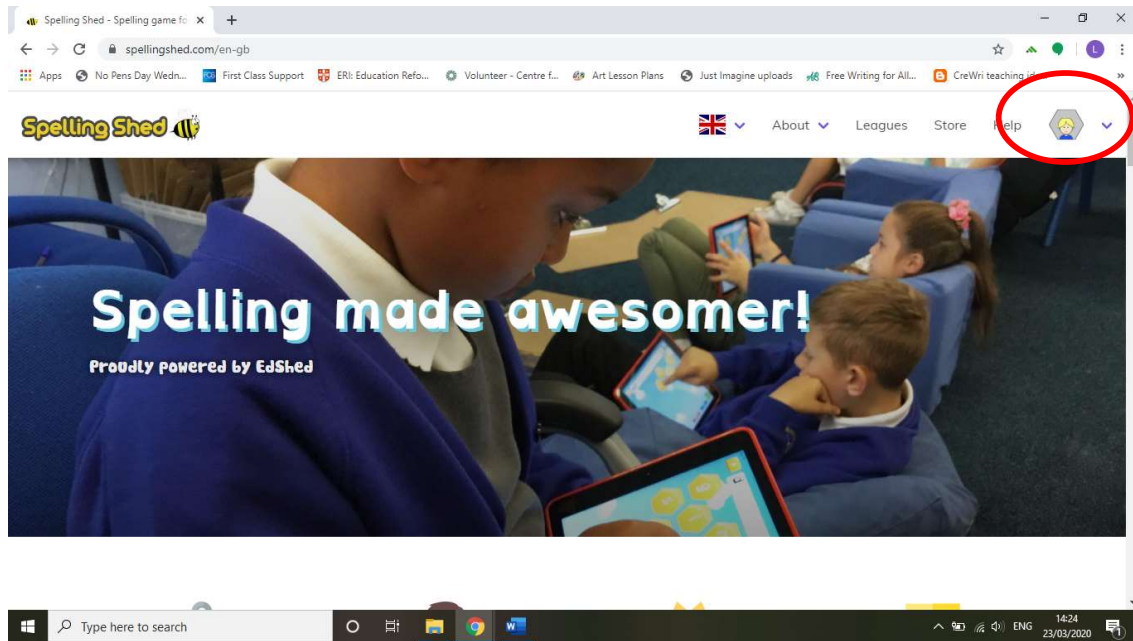 Spelling Shed - Spelling game fo
spellingshed.com/en-gb
L
Apps No Pens Day Wedn... First Class Support ERI: Education Refo... Volunteer - Centre f... Art Lesson Plans Just Imagine uploads Free Writing for All... CreWri teaching »
Spelling Shed About Leagues Store Help
Spelling made awesomer!
Proudly powered by EdShed
Type here to search
ENG
14:24
23/03/2020
1